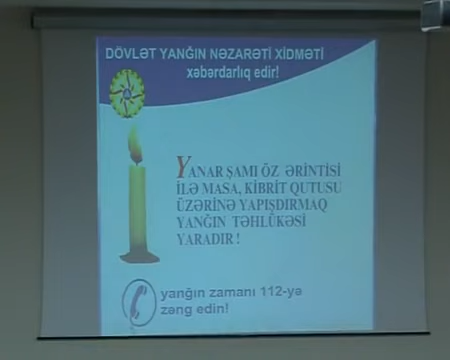 DÖVLƏT YANĞIN NƏZARƏTİ XİDMƏTİ
xəbərdarlıq edir!
YANAR ŞAMI ÖZ ƏRİNTİSİ
İLƏ MASA, KİBRİT QUTUSU
ÜZƏRİNƏ YAPIŞDIRMAQ
YANĞIN TƏHLÜKƏSİ
YARADIR !
yanğın zamanı 112-yə
zəng edin!